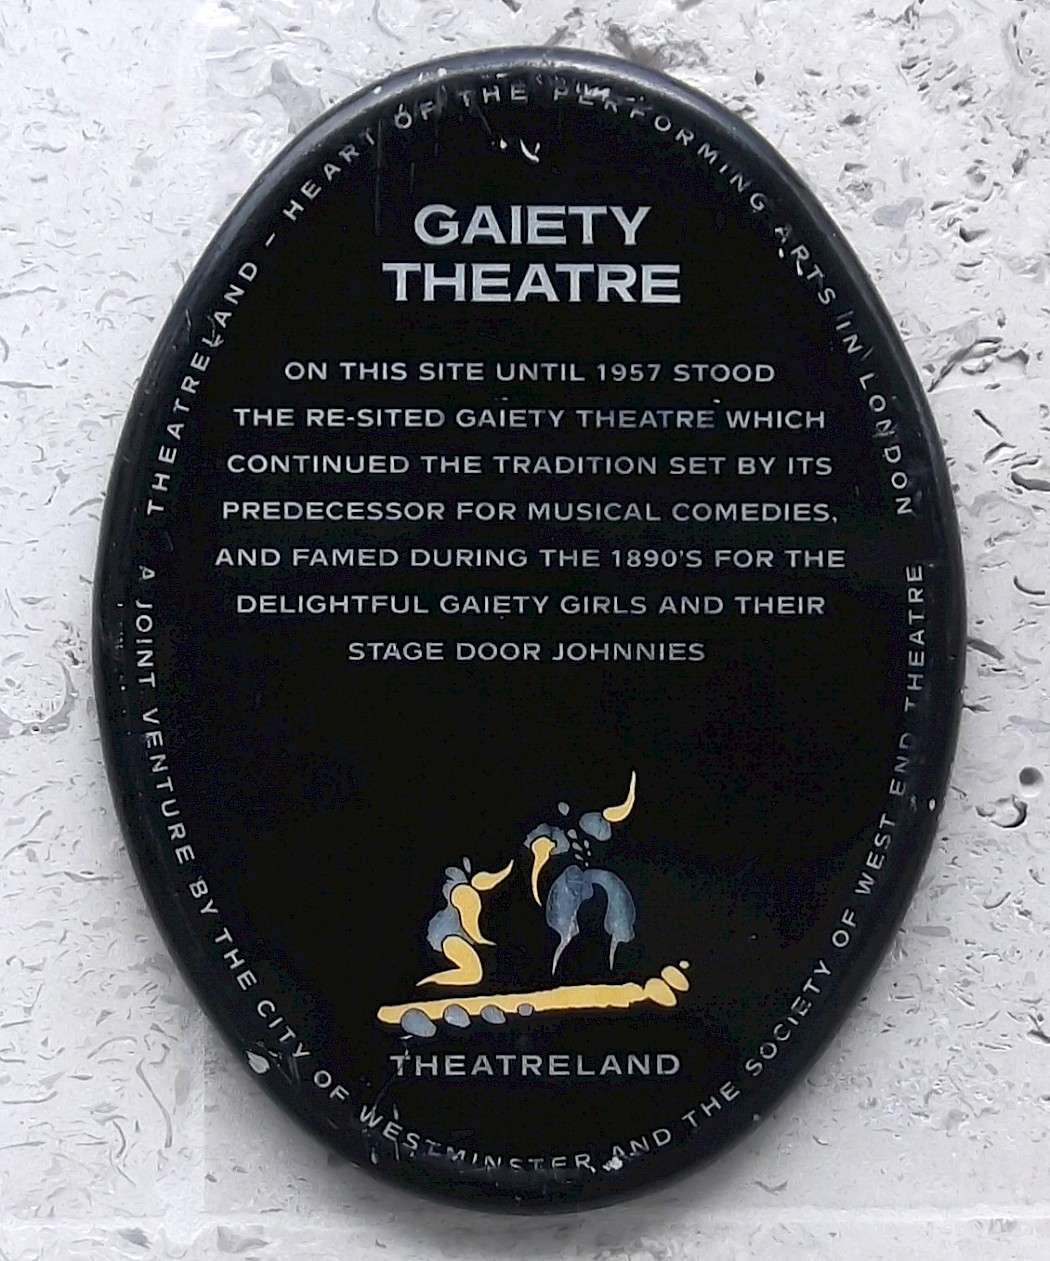 THEATRELAND – HEART OF THE PERFORMING ARTS IN LONDON
GAIETY
THEATRE
ON THIS SITE UNTIL 1957 STOOD
THE RE-SITED GAIETY THEATRE WHICH
CONTINUED THE TRADITION SET BY ITS
PREDECESSOR FOR MUSICAL COMEDIES,
AND FAMED DURING THE 1890'S FOR THE
DELIGHTFUL GAIETY GIRLS AND THEIR
STAGE DOOR JOHNNIES
THEATRELAND
A JOINT VENTURE BY THE CITY OF WESTMINSTER AND THE SOCIETY OF WEST END THEATRE